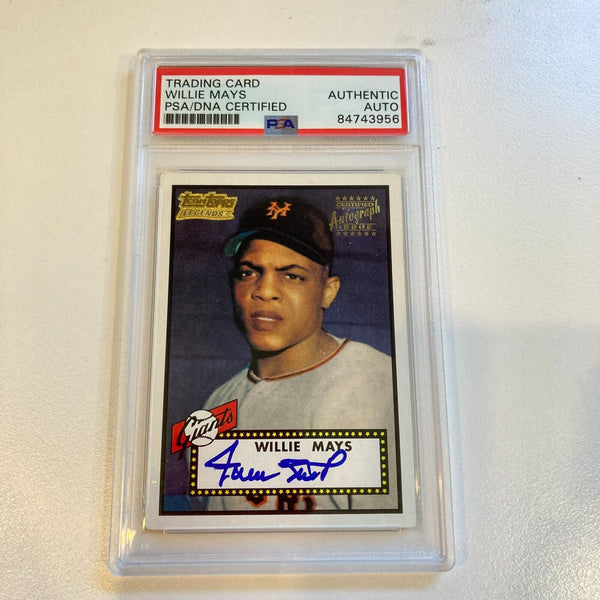 TRADING CARD
WILLIE MAYS AUTHENTIC
PSA/DNA CERTIFIED AUTO
PSA 84743956
TEAM TOPPS
LEGENDS
CERTIFIED
Autograph
ISSUE
NY
Giants
WILLIE MAYS